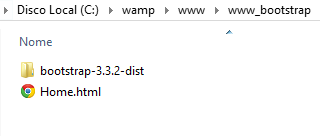 Disco Local (C:) ▸ wamp ▸ www ▸ www_bootstrap
Nome
bootstrap-3.3.2-dist
Home.html